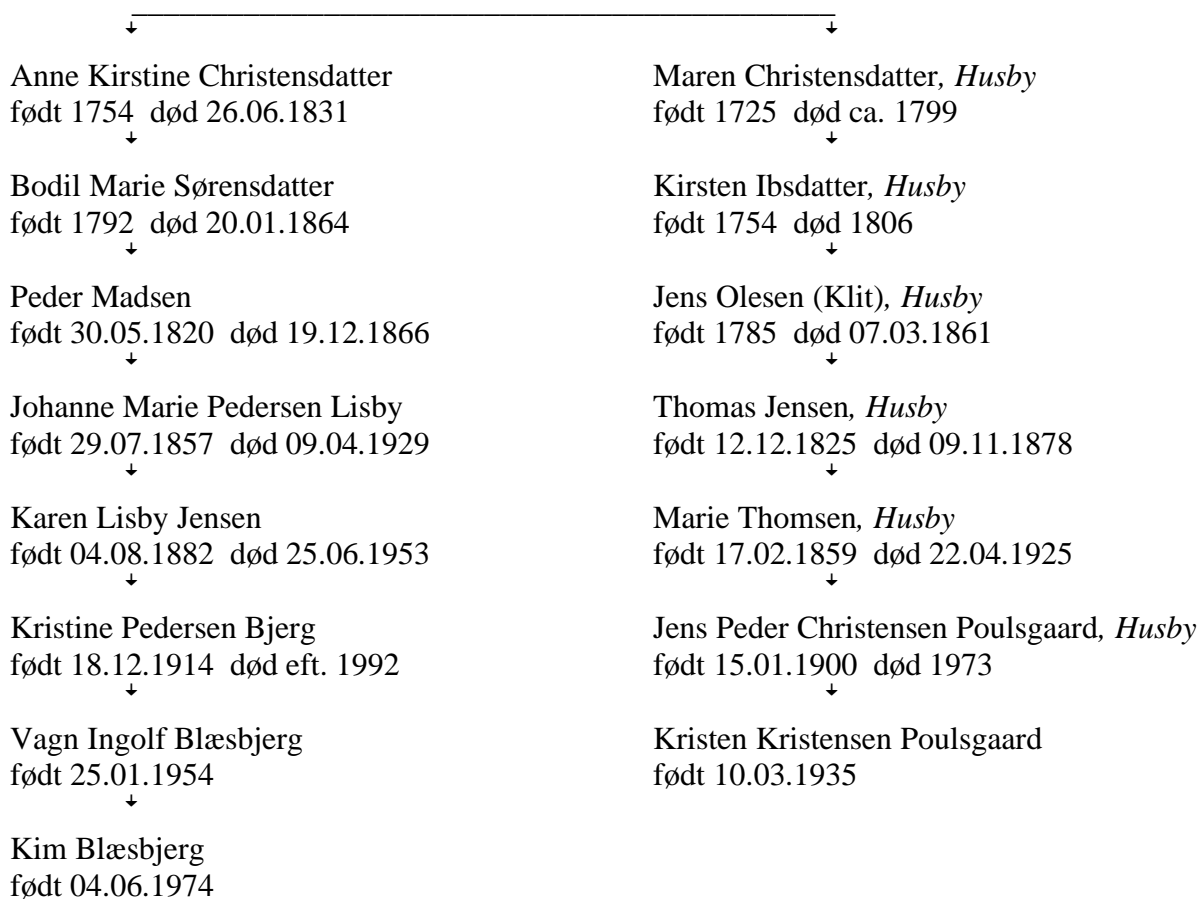 Anne Kirstine Christensdatter
født 1754 død 26.06.1831
Bodil Marie Sørensdatter
født 1792 død 20.01.1864
Peder Madsen
født 30.05.1820 død 19.12.1866
Johanne Marie Pedersen Lisby
født 29.07.1857 død 09.04.1929
Karen Lisby Jensen
født 04.08.1882 død 25.06.1953
Kristine Pedersen Bjerg
født 18.12.1914 død eft. 1992
Vagn Ingolf Blæsbjerg
født 25.01.1954
Kim Blæsbjerg
født 04.06.1974
Maren Christensdatter, Husby
født 1725 død ca. 1799
Kirsten Ibsdatter, Husby
født 1754 død 1806
Jens Olesen (Klit), Husby
født 1785 død 07.03.1861
Thomas Jensen, Husby
født 12.12.1825 død 09.11.1878
Marie Thomsen, Husby
født 17.02.1859 død 22.04.1925
Jens Peder Christensen Poulsgaard, Husby
født 15.01.1900 død 1973
Kristen Kristensen Poulsgaard
født 10.03.1935